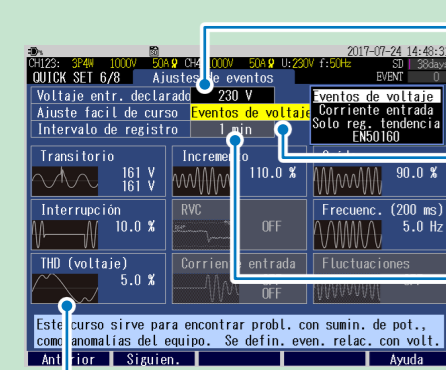 2017-07-24 14:48:3
CH123: 3P4W 1000V 50A CH4 1000V 50A U:230V f:50Hz SD 38days
QUICK SET 6/8 Ajustes de eventos EVENT 0
Voltaje entr. declarado 230 V
Ajuste facil de curso Eventos de voltaje
Intervalo de registro 1 min
Eventos de voltaje
Corriente entrada
Solo reg. tendencia
EN50160
Transitorio 161 V
161 V
Incremento 110.0 %
90.0 %
Interrupción 10.0 %
RVC OFF
Frecuenc. (200 ms) 5.0 Hz
THD (voltaje) 5.0 %
Corriente entrada OFF
Fluctuaciones
Este curso sirve para encontrar probl. con sumin. de pot.,
como anomalías del equipo. Se defin. even. relac. con volt.
Anterior Siguien. Ayuda